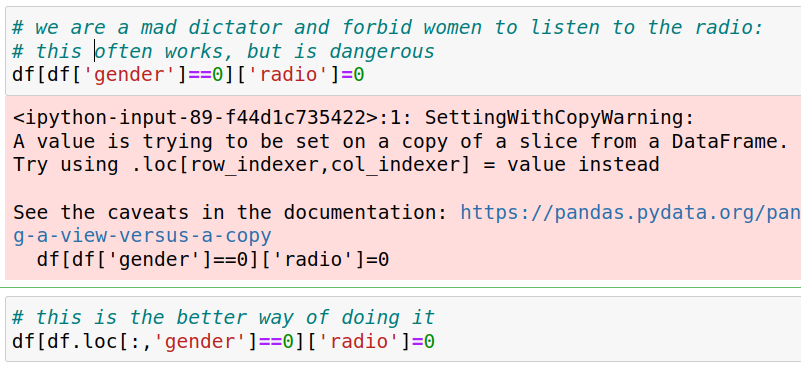 # we are a mad dictator and forbid women to listen to the radio:
# this often works, but is dangerous
df[df['gender']==0]['radio']=0
<ipython-input-89-f44d1c735422>:1: SettingWithCopyWarning:
A value is trying to be set on a copy of a slice from a DataFrame.
Try using .loc[row_indexer,col_indexer] = value instead
See the caveats in the documentation: https://pandas.pydata.org/pan
g-a-view-versus-a-copy
df[df['gender']==0]['radio']=0
# this is the better way of doing it
df[df.loc[:,'gender']==0]['radio']=0